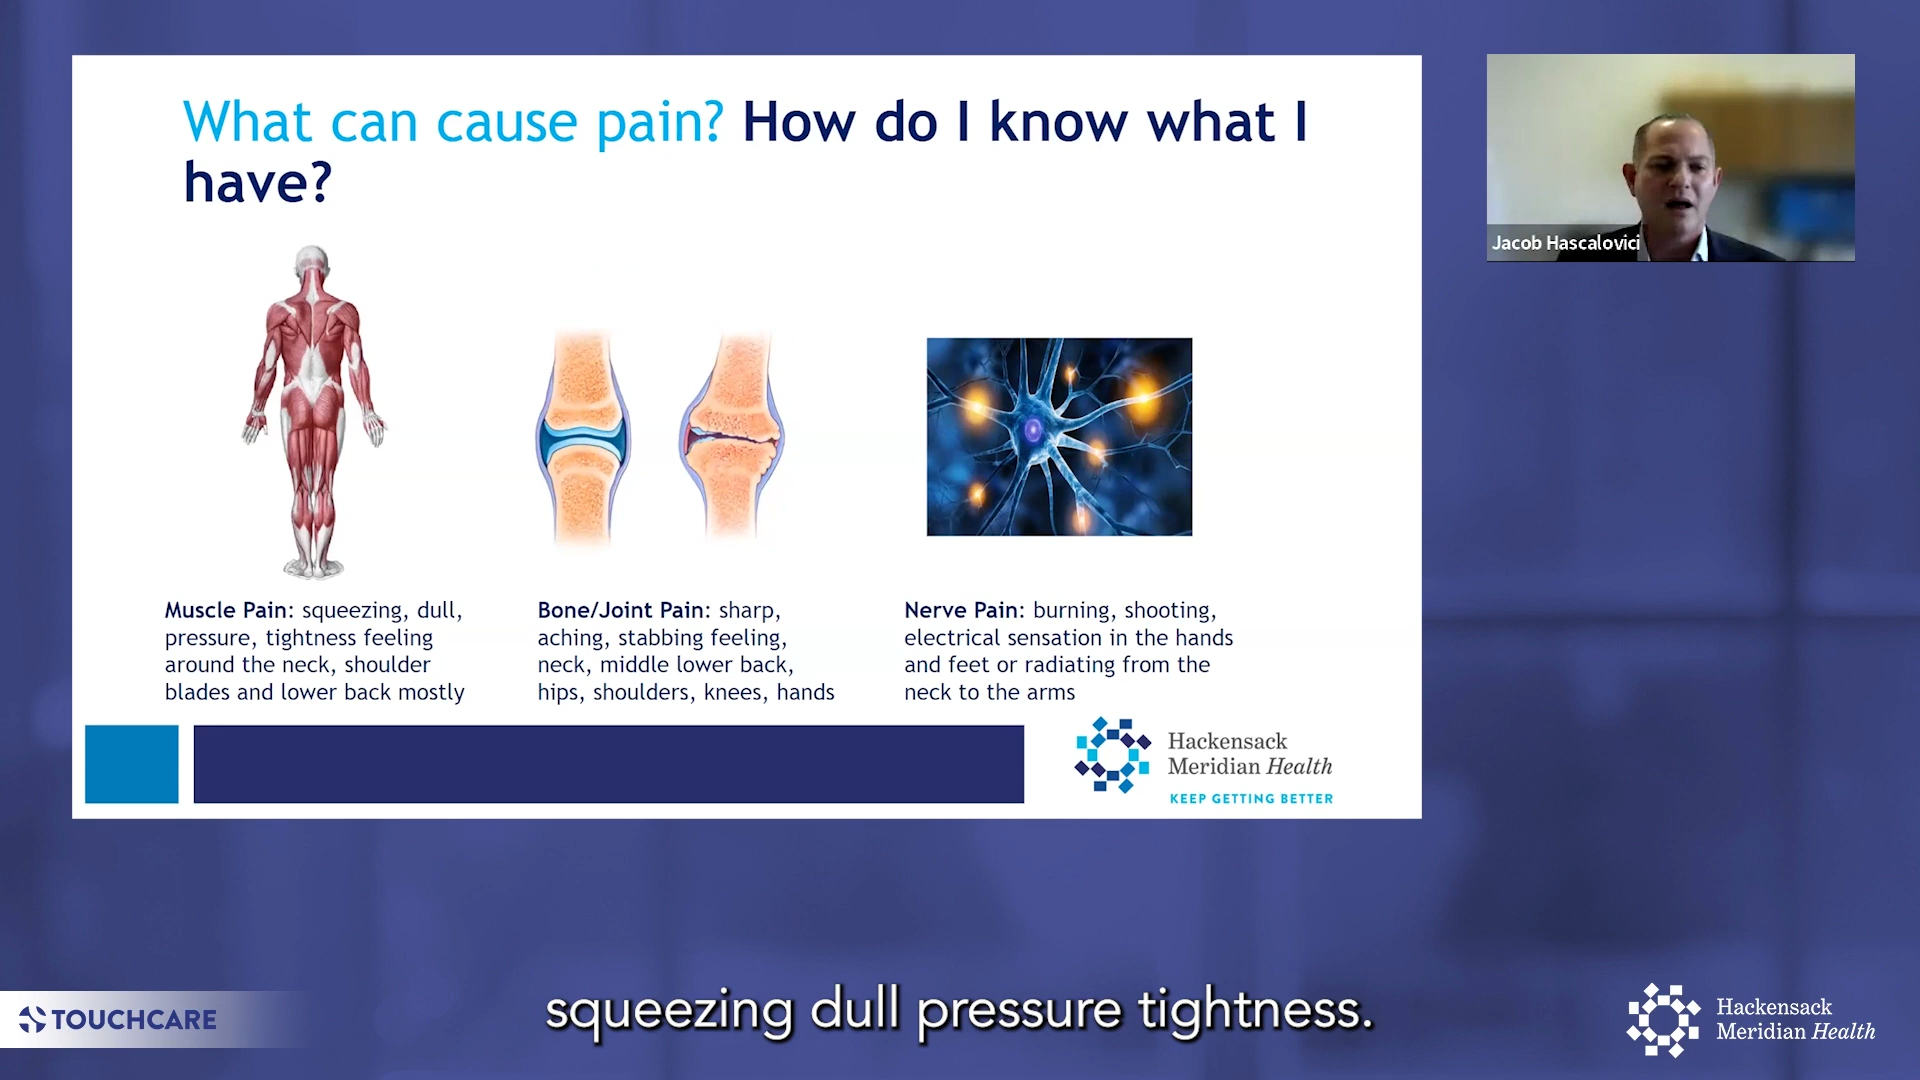 What can cause pain? How do I know what I
have?
Jacob Hascalovici
Muscle Pain: squeezing, dull,
pressure, tightness feeling
around the neck, shoulder
blades and lower back mostly
Bone/Joint Pain: sharp,
aching, stabbing feeling,
neck, middle lower back,
hips, shoulders, knees, hands
Nerve Pain: burning, shooting,
electrical sensation in the hands
and feet or radiating from the
neck to the arms
Hackensack
Meridian Health
KEEP GETTING BETTER
squeezing dull pressure tightness.
TOUCHCARE
Hackensack
Meridian Health